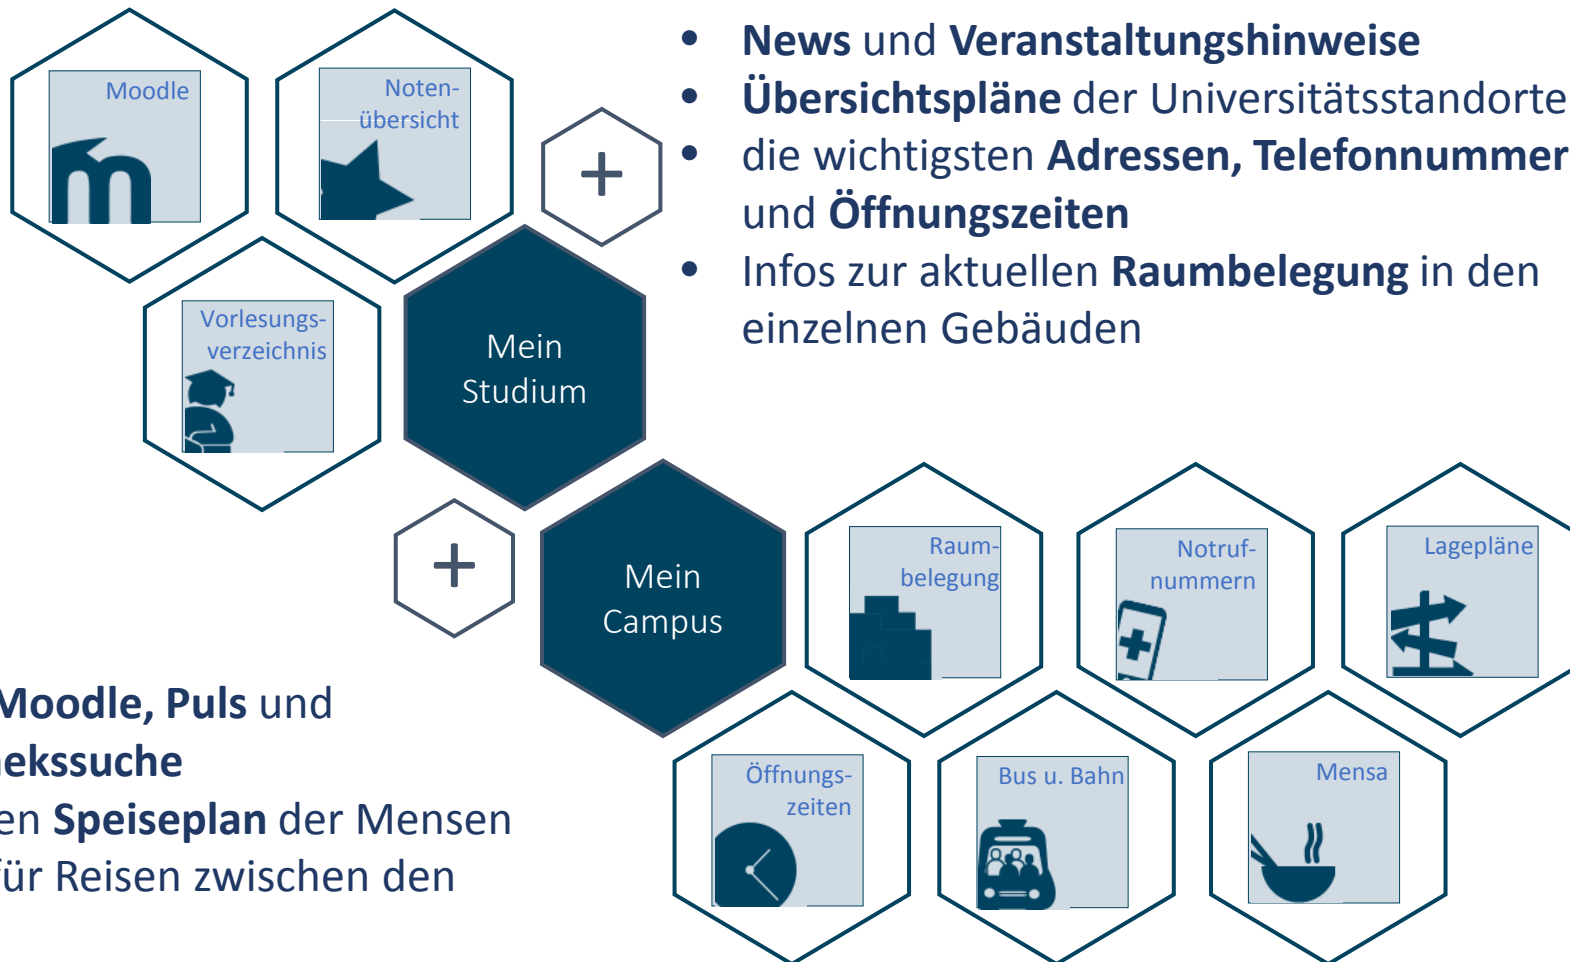 Moodle
Noten-
übersicht
Vorlesungs-
verzeichnis
+
Mein
Studium
• News und Veranstaltungshinweise
• Übersichtspläne der Universitätsstandorte
• die wichtigsten Adressen, Telefonnummer
und Öffnungszeiten
• Infos zur aktuellen Raumbelegung in den
einzelnen Gebäuden
+
Mein
Campus
Raum-
belegung
Notruf-
nummern
Lagepläne
Öffnungs-
zeiten
Bus u. Bahn
Mensa
Moodle, Puls und
ekssuche
en Speiseplan der Mensen
für Reisen zwischen den